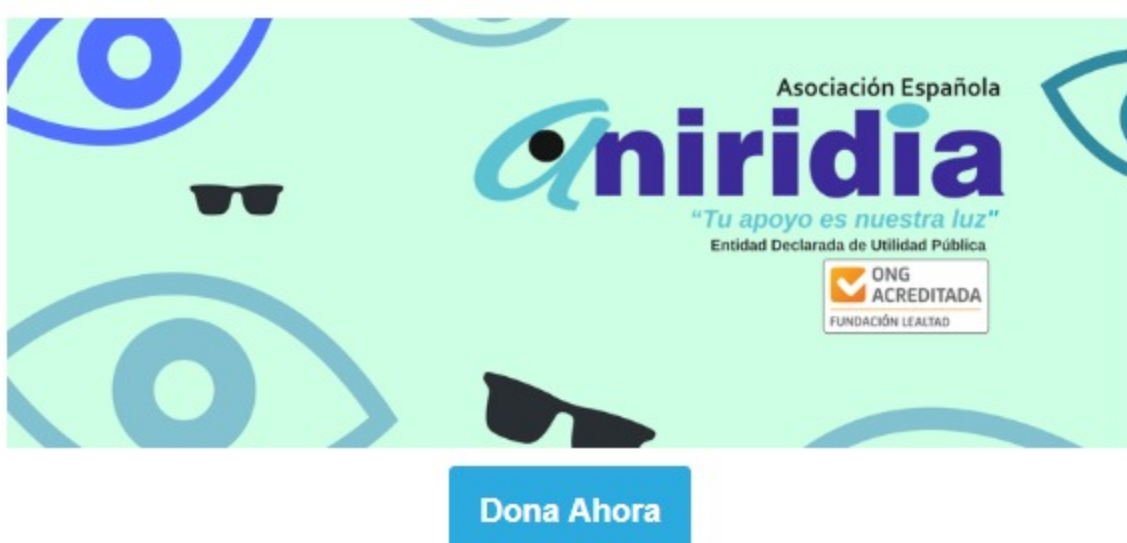 Asociación Española
aniridia
“Tu apoyo es nuestra luz"
Entidad Declarada de Utilidad Pública
ONG
ACREDITADA
FUNDACIÓN LEALTAD
Dona Ahora